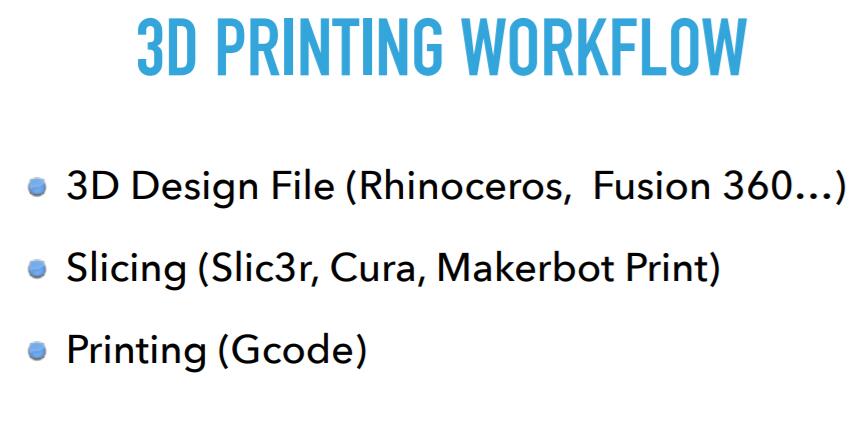 3D PRINTING WORKFLOW
3D Design File (Rhinoceros,  Fusion 360...)
Slicing (Slic3r, Cura, Makerbot Print)
Printing (Gcode)